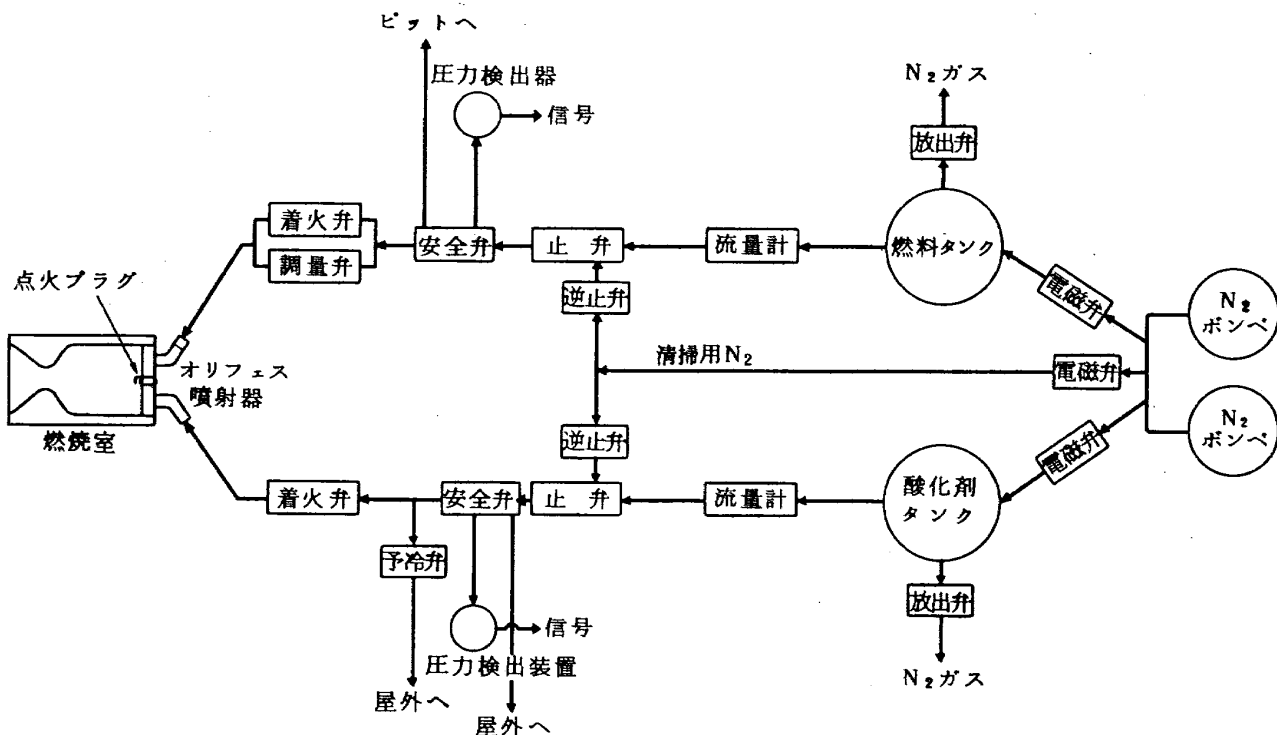 ピットへ
圧力検出器
信号
N₂ガス
放出弁
着火弁
調量弁
安全弁
止弁
流量計
燃料タンク
電磁弁
N₂
ボンベ
逆止弁
点火プラグ
オリフェス
噴射器
燃焼室
清掃用N₂
電磁弁
逆止弁
電磁弁
N₂
ボンベ
着火弁
安全弁
止弁
流量計
酸化剤
タンク
予冷弁
放出弁
信号
圧力検出装置
N₂ガス
屋外へ
屋外へ